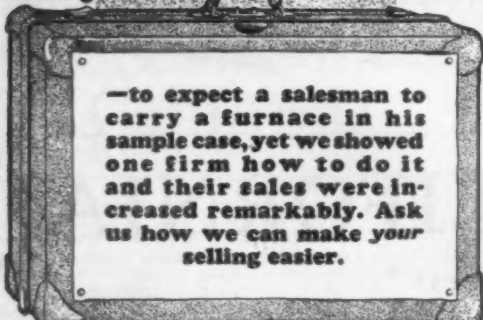 —to expect a salesman to
carry a furnace in his
sample case, yet we showed
one firm how to do it
and their sales were in-
creased remarkably. Ask
us how we can make your
selling easier.